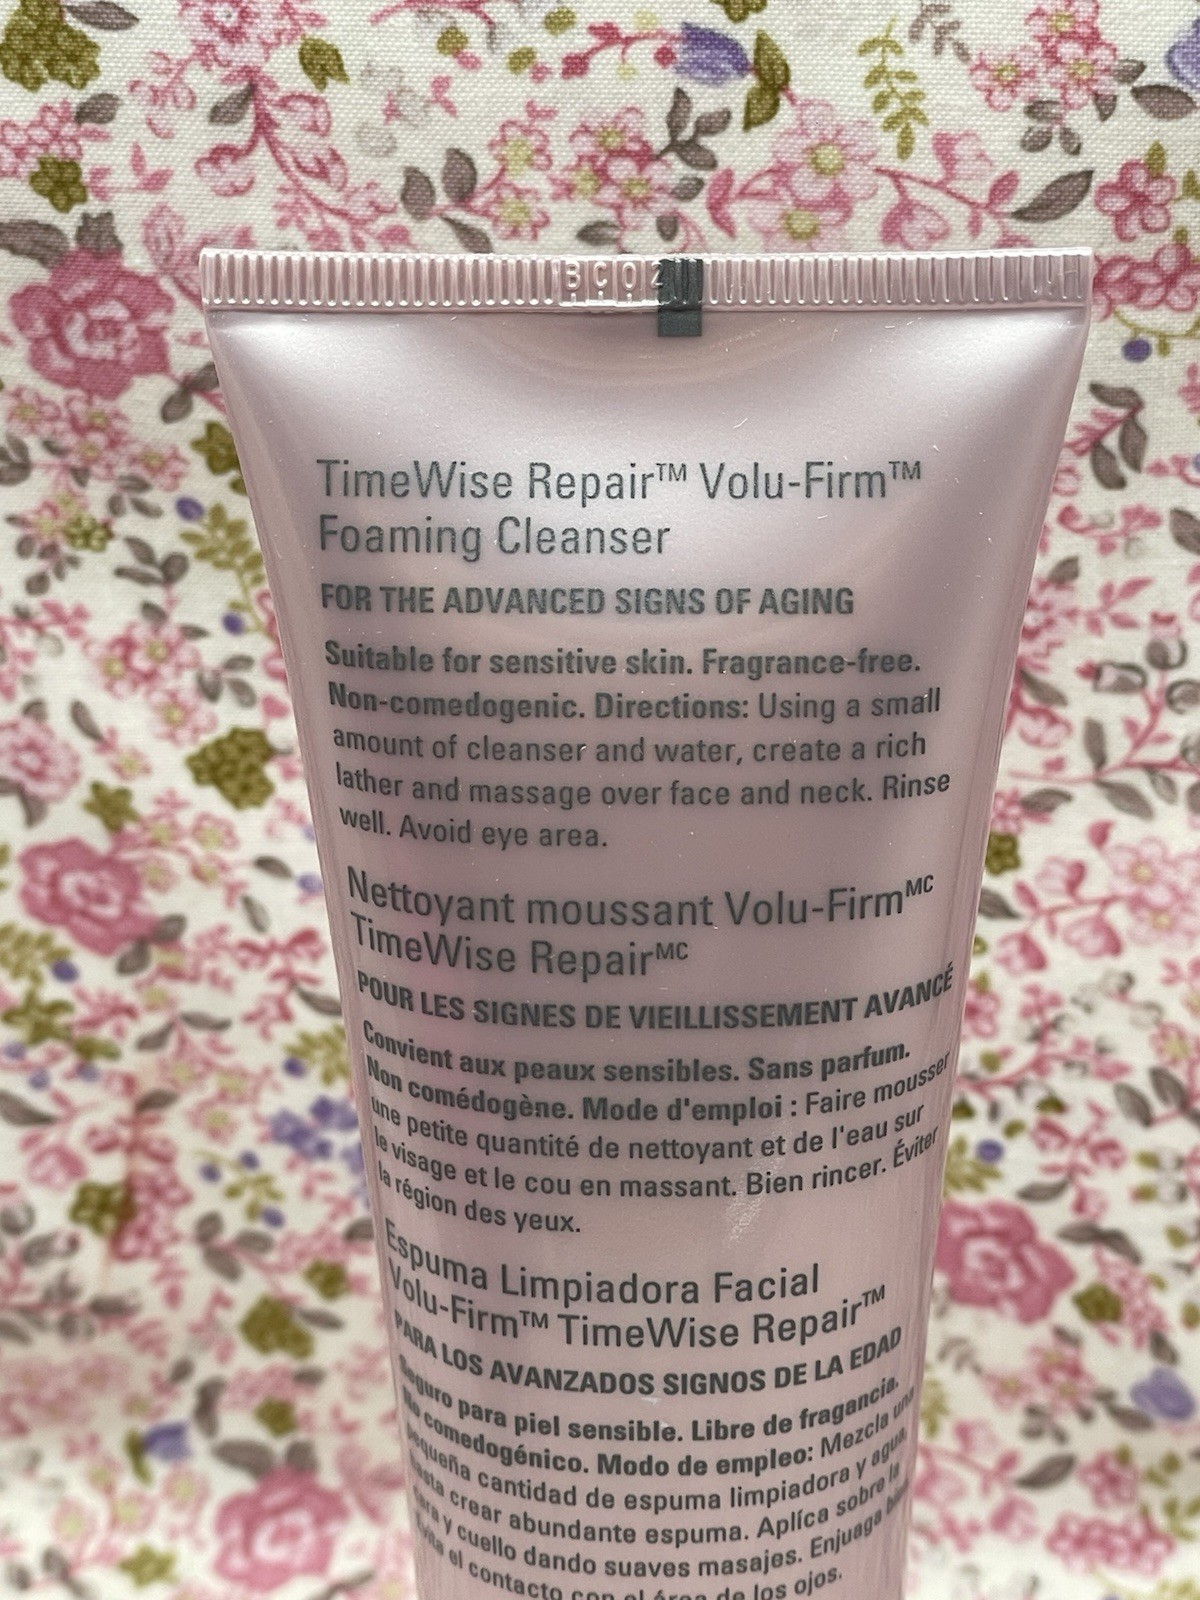 BC02
TimeWise Repair™ Volu-Firm™
Foaming Cleanser
FOR THE ADVANCED SIGNS OF AGING
Suitable for sensitive skin. Fragrance-free.
Non-comedogenic. Directions: Using a small
amount of cleanser and water, create a rich
lather and massage over face and neck. Rinse
well. Avoid eye area.
Nettoyant moussant Volu-Firm MC
TimeWise Repair MC
POUR LES SIGNES DE VIEILLISSEMENT AVANCÉ
Convient aux peaux sensibles. Sans parfum.
Non comédogène. Mode d'emploi : Faire mousser
une petite quantité de nettoyant et de l'eau sur
le visage et le cou en massant. Bien rincer. Éviter
la région des yeux.
Espuma Limpiadora Facial
Volu-Firm™ TimeWise Repair™
PARA LOS AVANZADOS SIGNOS DE LA EDAD
Seguro para piel sensible. Libre de fragancia.
No comedogénico. Modo de empleo: Mezcla una
pequeña cantidad de espuma limpiadora y agua,
hasta crear abundante espuma. Aplíca sobre la
cara y cuello dando suaves masajes. Enjuaga
el contacto con el área de los ojos.